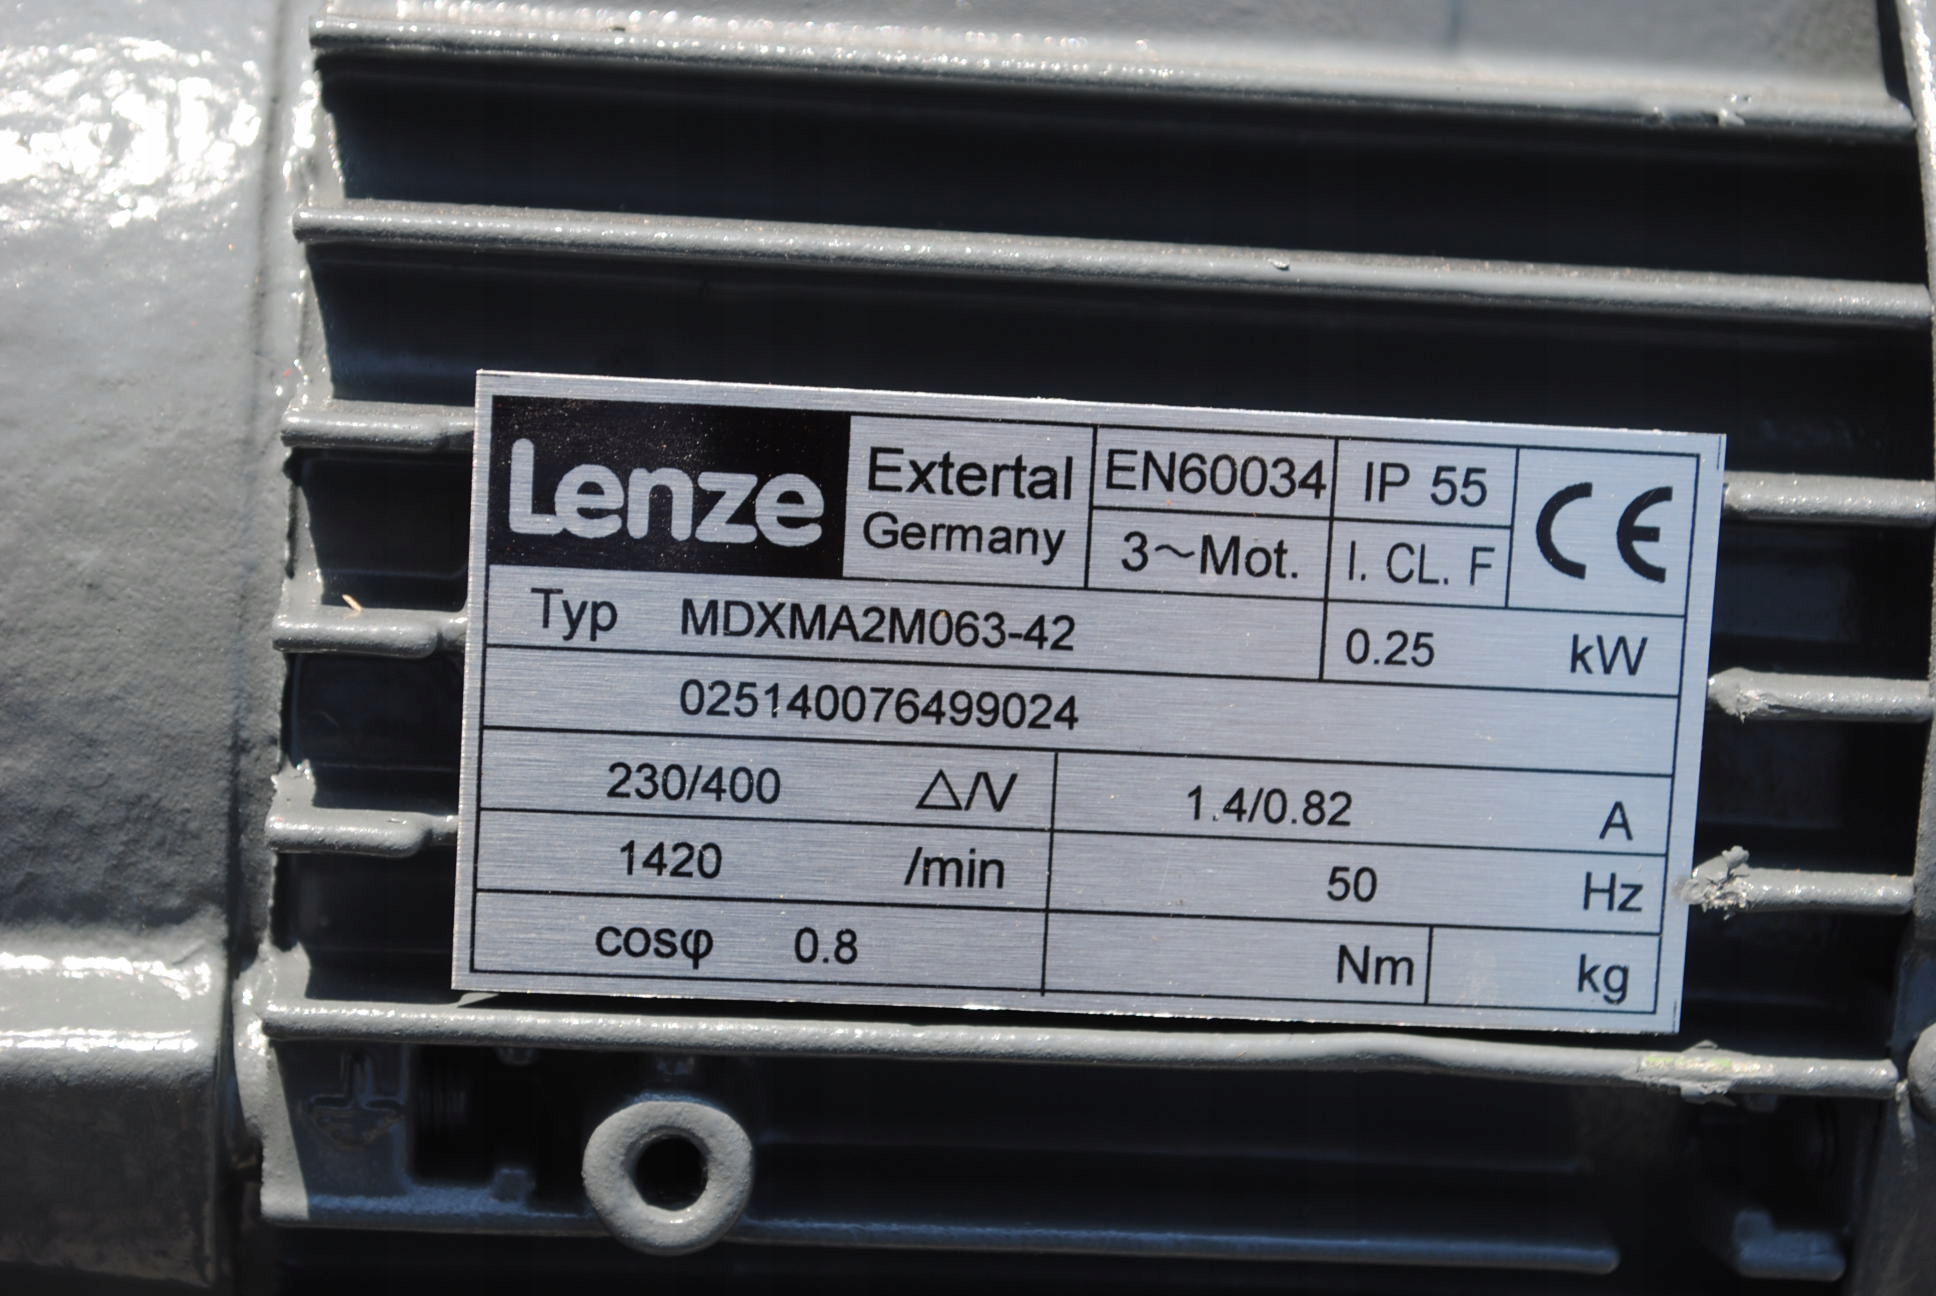 Lenze
Extertal
Germany
EN60034
IP 55
CE
3~Mot.
I. CL. F
Typ MDXMA2M063-42
0.25 kW
025140076499024
230/400 △/V
1.4/0.82 A
1420 /min
50 Hz
cosφ 0.8
Nm
kg